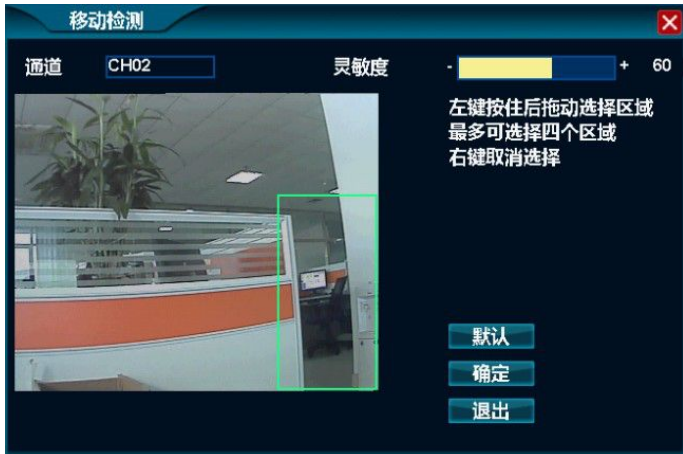 移动检测
通道 CH02 灵敏度 - + 60
左键按住后拖动选择区域
最多可选择四个区域
右键取消选择
默认
确定
退出